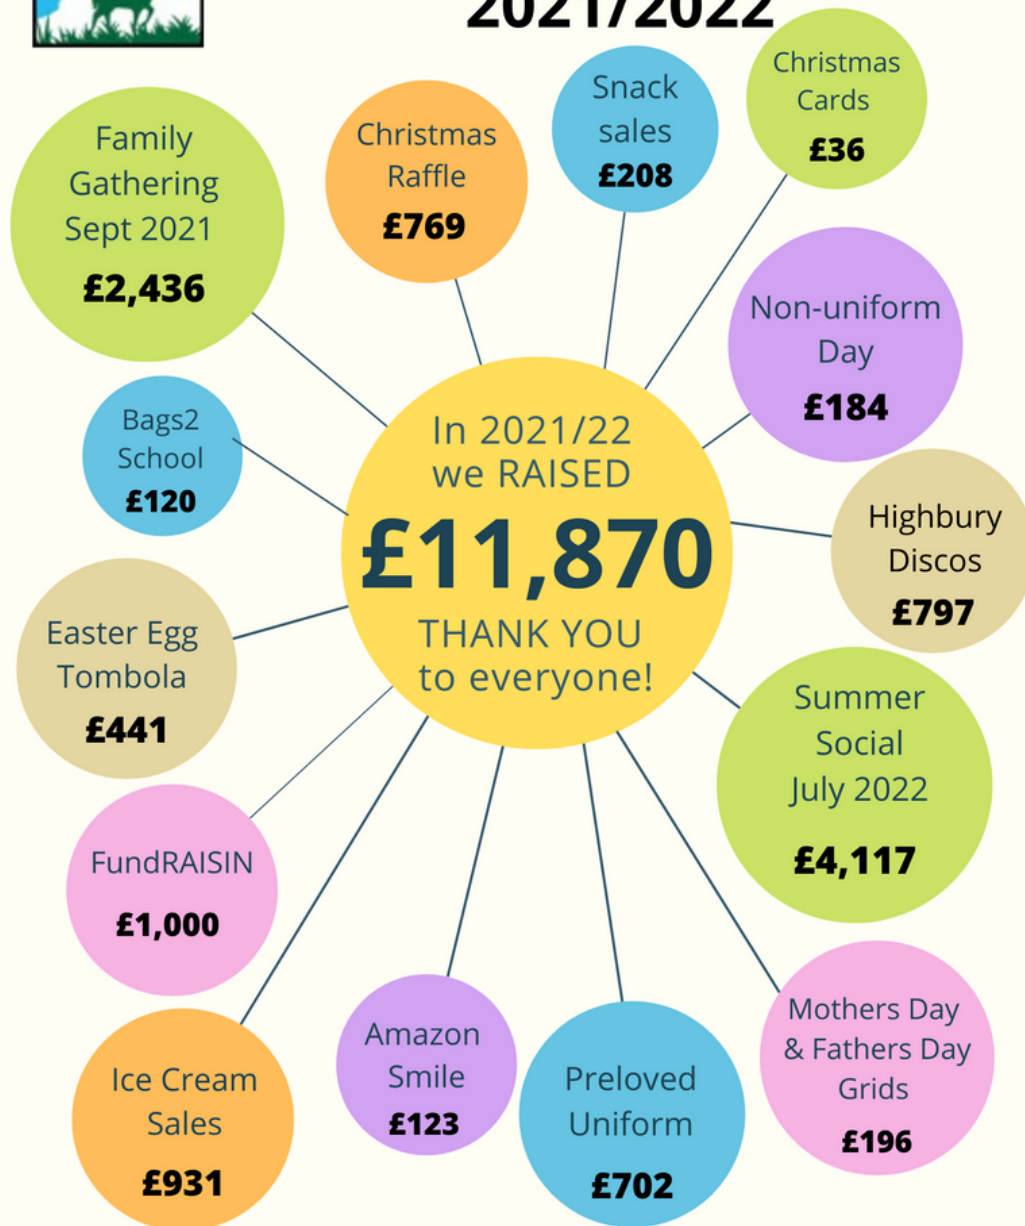 2021/2022
Family
Gathering
Sept 2021
£2,436
Christmas
Raffle
£769
Snack
sales
£208
Christmas
Cards
£36
Non-uniform
Day
£184
Bags2
School
£120
In 2021/22
we RAISED
£11,870
THANK YOU
to everyone!
Highbury
Discos
£797
Easter Egg
Tombola
£441
Summer
Social
July 2022
£4,117
FundRAISIN
£1,000
Ice Cream
Sales
£931
Amazon
Smile
£123
Preloved
Uniform
£702
Mothers Day
& Fathers Day
Grids
£196